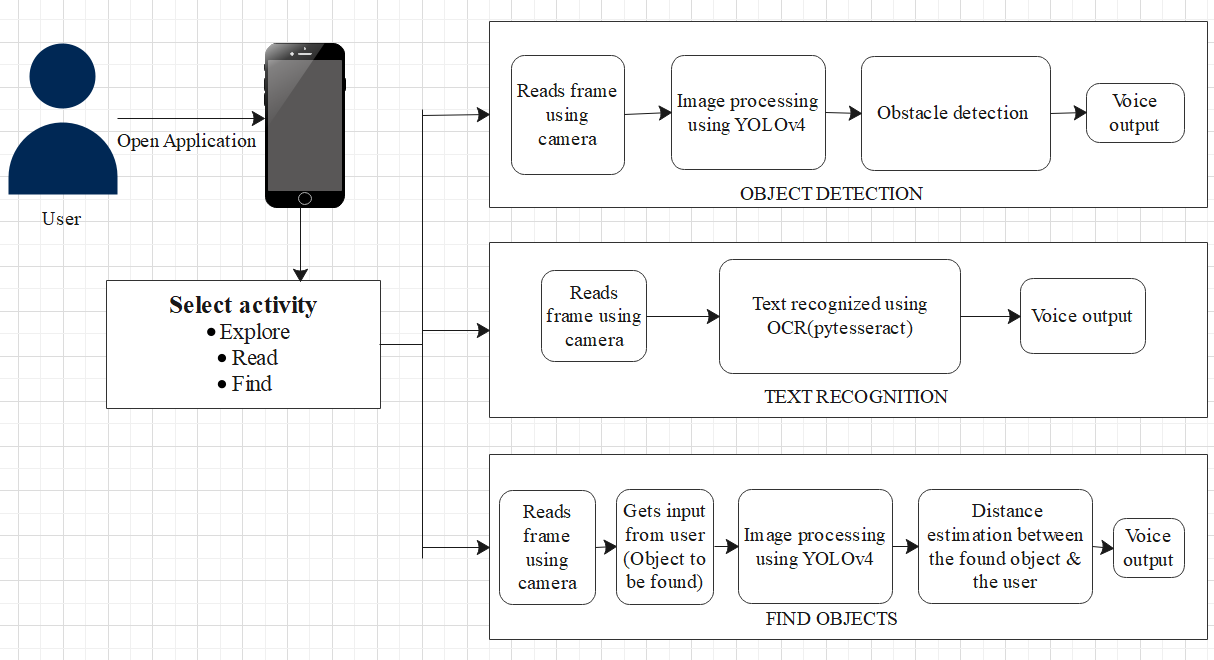 User
Open Application
Select activity
• Explore
• Read
• Find
Reads frame
using
camera
Image processing
using YOLOv4
Obstacle detection
Voice
output
OBJECT DETECTION
Reads
frame using
camera
Text recognized using
OCR(pytesseract)
Voice output
TEXT RECOGNITION
Reads
frame
using
camera
Gets input
from user
(Object to
be found)
Image processing
using YOLOv4
Distance
estimation between
the found object &
the user
Voice
output
FIND OBJECTS